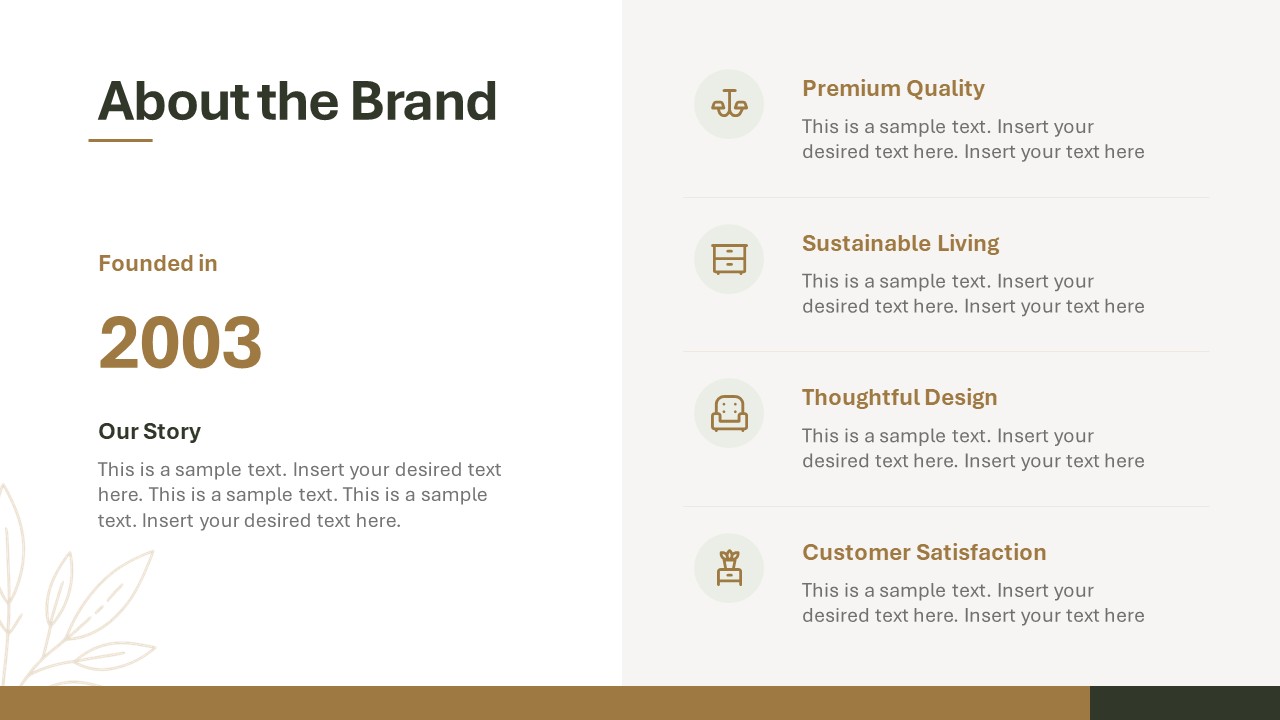 About the Brand
Founded in
2003
Our Story
This is a sample text. Insert your desired text
here. This is a sample text. This is a sample
text. Insert your desired text here.
Premium Quality
This is a sample text. Insert your
desired text here. Insert your text here
Sustainable Living
This is a sample text. Insert your
desired text here. Insert your text here
Thoughtful Design
This is a sample text. Insert your
desired text here. Insert your text here
Customer Satisfaction
This is a sample text. Insert your
desired text here. Insert your text here